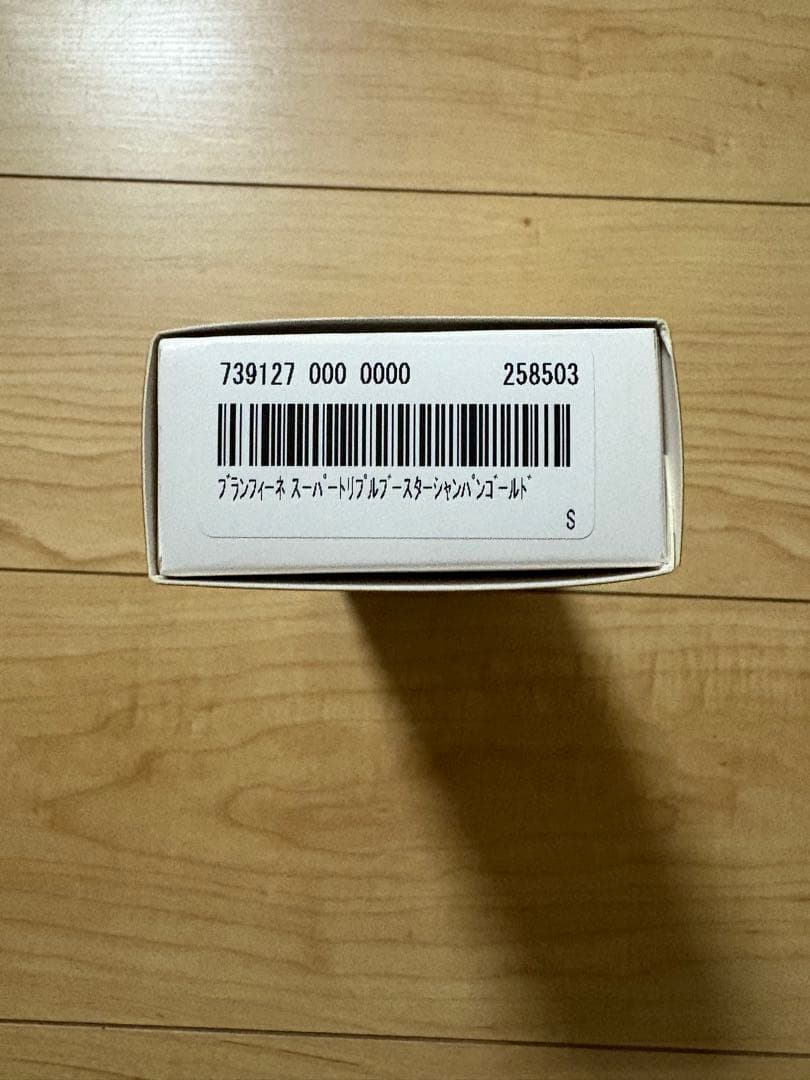 739127 000 0000 258503
ﾌﾞﾗﾝﾌｨｰﾈ ｽｰﾊﾟｰﾄﾘﾌﾟﾙﾌﾞｰｽﾀｰｼｬﾝﾊﾟﾝｺﾞｰﾙﾄﾞ
S